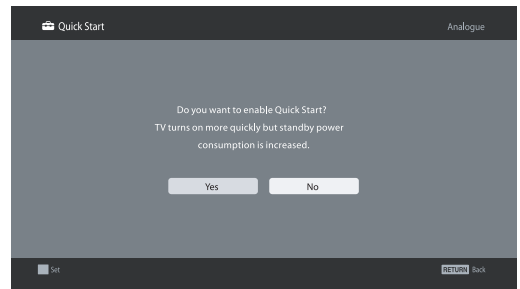 Quick Start
Analogue
Do you want to enable Quick Start?
TV turns on more quickly but standby power
consumption is increased.
Yes
No
Set
RETURN Back